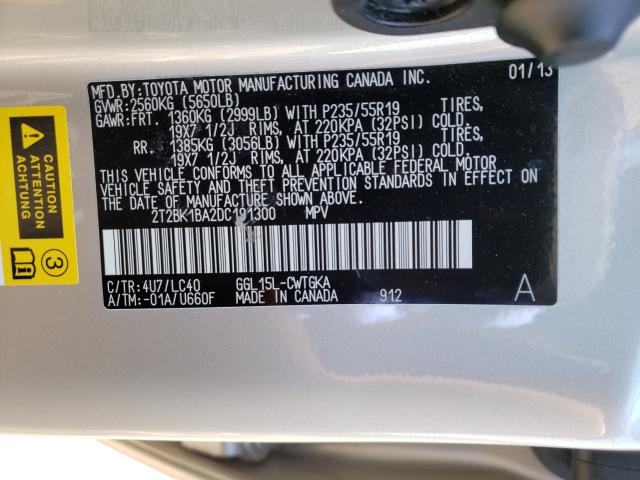 MFD.BY:TOYOTA MOTOR MANUFACTURING CANADA INC. 01/13
GVWR:2560KG (5650LB)
GAWR:FRT. 1360KG (2999LB) WITH P235/55R19 TIRES,
19X7 1/2J RIMS, AT 220KPA (32PSI) COLD.
RR. 1385KG (3056LB) WITH P235/55R19 TIRES,
19X7 1/2J RIMS, AT 220KPA (32PSI) COLD.
THIS VEHICLE CONFORMS TO ALL APPLICABLE FEDERAL MOTOR
VEHICLE SAFETY AND THEFT PREVENTION STANDARDS IN EFFECT ON
THE DATE OF MANUFACTURE SHOWN ABOVE.
2T2BK1BA2DC191300 MPV
C/TR:4U7/LC40 GGL15L-CWTGKA
A/TM:-01A/U660F MADE IN CANADA 912 A
CAUTION
ATTENTION
ACHTUNG
3